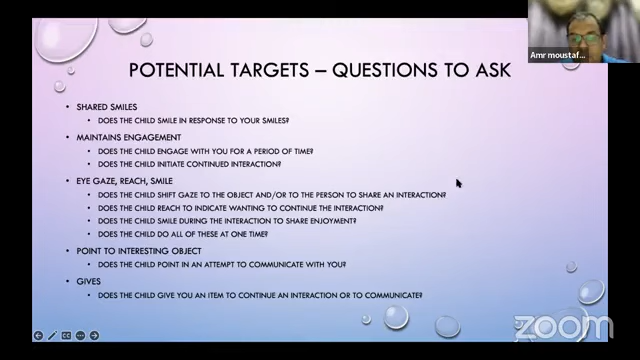 Amr moustaf...
POTENTIAL TARGETS – QUESTIONS TO ASK
• SHARED SMILES
• DOES THE CHILD SMILE IN RESPONSE TO YOUR SMILES?
• MAINTAINS ENGAGEMENT
• DOES THE CHILD ENGAGE WITH YOU FOR A PERIOD OF TIME?
• DOES THE CHILD INITIATE CONTINUED INTERACTION?
• EYE GAZE, REACH, SMILE
• DOES THE CHILD SHIFT GAZE TO THE OBJECT AND/OR TO THE PERSON TO SHARE AN INTERACTION?
• DOES THE CHILD REACH TO INDICATE WANTING TO CONTINUE THE INTERACTION?
• DOES THE CHILD SMILE DURING THE INTERACTION TO SHARE ENJOYMENT?
• DOES THE CHILD DO ALL OF THESE AT ONE TIME?
• POINT TO INTERESTING OBJECT
• DOES THE CHILD POINT IN AN ATTEMPT TO COMMUNICATE WITH YOU?
• GIVES
• DOES THE CHILD GIVE YOU AN ITEM TO CONTINUE AN INTERACTION OR TO COMMUNICATE?
CC
zoom